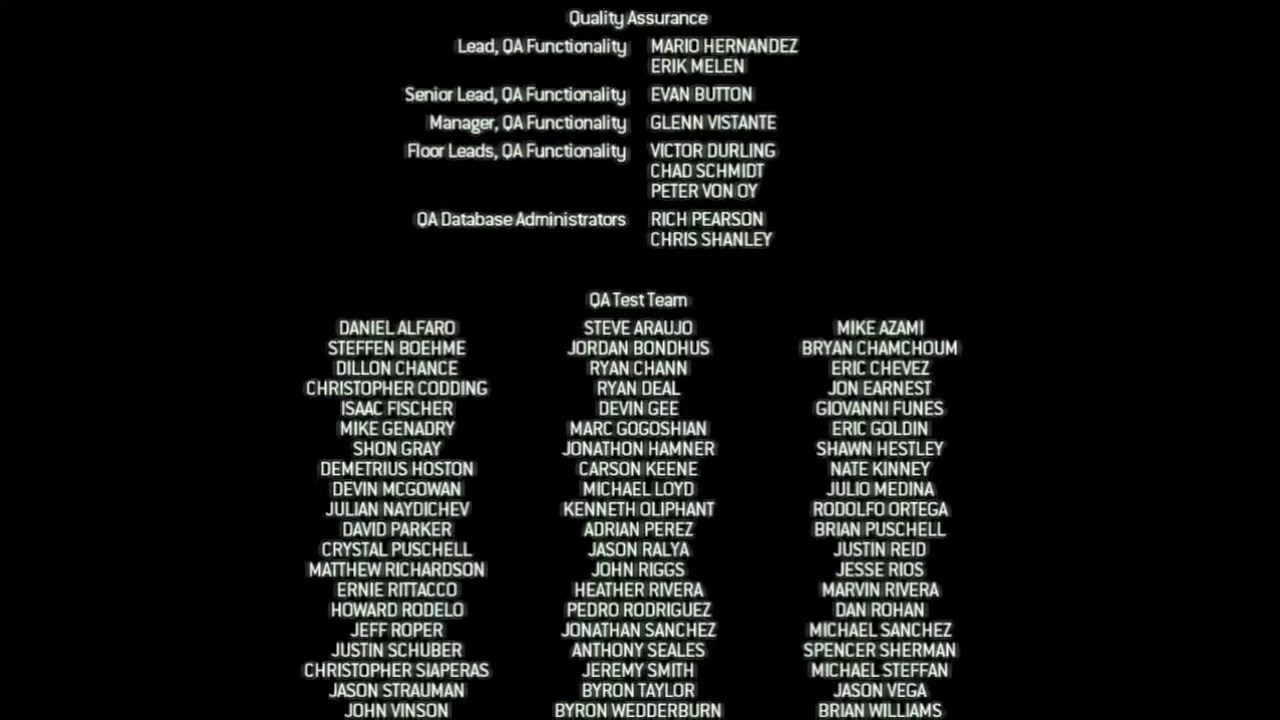 Quality Assurance
Lead, QA Functionality MARIO HERNANDEZ
ERIK MELEN
Senior Lead, QA Functionality EVAN BUTTON
Manager, QA Functionality GLENN VISTANTE
Floor Leads, QA Functionality VICTOR DURLING
CHAD SCHMIDT
PETER VON OY
QA Database Administrators RICH PEARSON
CHRIS SHANLEY
QA Test Team
DANIEL ALFARO STEVE ARAUJO MIKE AZAMI
STEFFEN BOEHME JORDAN BONDHUS BRYAN CHAMCHOUM
DILLON CHANCE RYAN CHANN ERIC CHEVEZ
CHRISTOPHER CODDING RYAN DEAL JON EARNEST
ISAAC FISCHER DEVIN GEE GIOVANNI FUNES
MIKE GENADRY MARC GOGOSHIAN ERIC GOLDIN
SHON GRAY JONATHON HAMNER SHAWN HESTLEY
DEMETRIUS HOSTON CARSON KEENE NATE KINNEY
DEVIN MCGOWAN MICHAEL LOYD JULIO MEDINA
JULIAN NAYDICHEV KENNETH OLIPHANT RODOLFO ORTEGA
DAVID PARKER ADRIAN PEREZ BRIAN PUSCHELL
CRYSTAL PUSCHELL JASON RALYA JUSTIN REID
MATTHEW RICHARDSON JOHN RIGGS JESSE RIOS
ERNIE RITTACCO HEATHER RIVERA MARVIN RIVERA
HOWARD RODELO PEDRO RODRIGUEZ DAN ROHAN
JEFF ROPER JONATHAN SANCHEZ MICHAEL SANCHEZ
JUSTIN SCHUBER ANTHONY SEALES SPENCER SHERMAN
CHRISTOPHER SIAPERAS JEREMY SMITH MICHAEL STEFFAN
JASON STRAUMAN BYRON TAYLOR JASON VEGA
JOHN VINSON BYRON WEDDERBURN BRIAN WILLIAMS